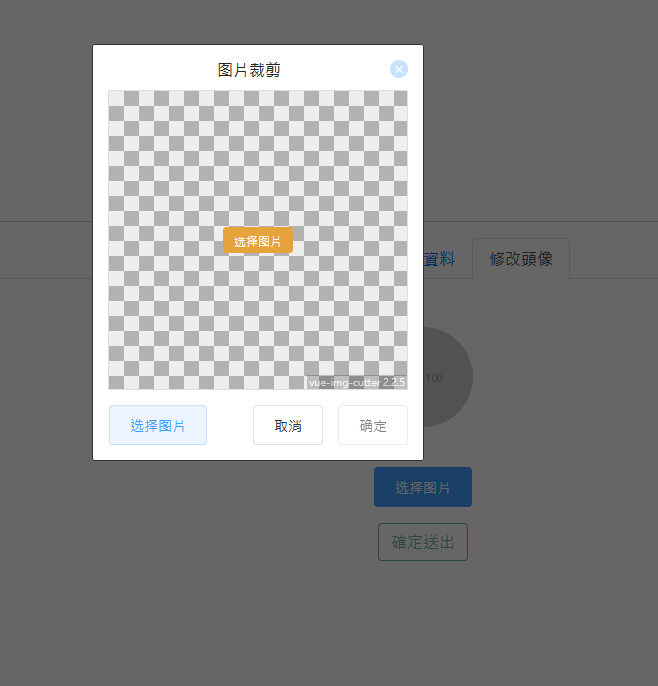 图片裁剪
选择图片
vue-img-cutter 2.2.5
选择图片
取消
确定
資料
修改頭像
100
选择图片
確定送出